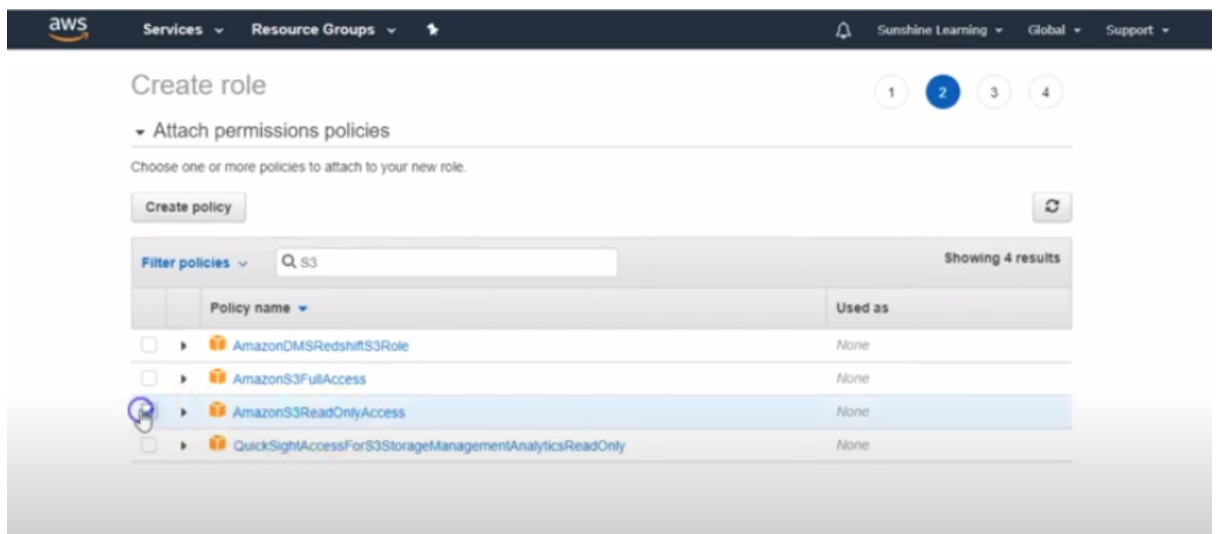 aws Services Resource Groups Sunshine Learning Global Support
Create role 1 2 3 4
Attach permissions policies
Choose one or more policies to attach to your new role.
Create policy
Filter policies S3 Showing 4 results
Policy name Used as
AmazonDMSRedshiftS3Role None
AmazonS3FullAccess None
AmazonS3ReadOnlyAccess None
QuickSightAccessForS3StorageManagementAnalyticsReadOnly None